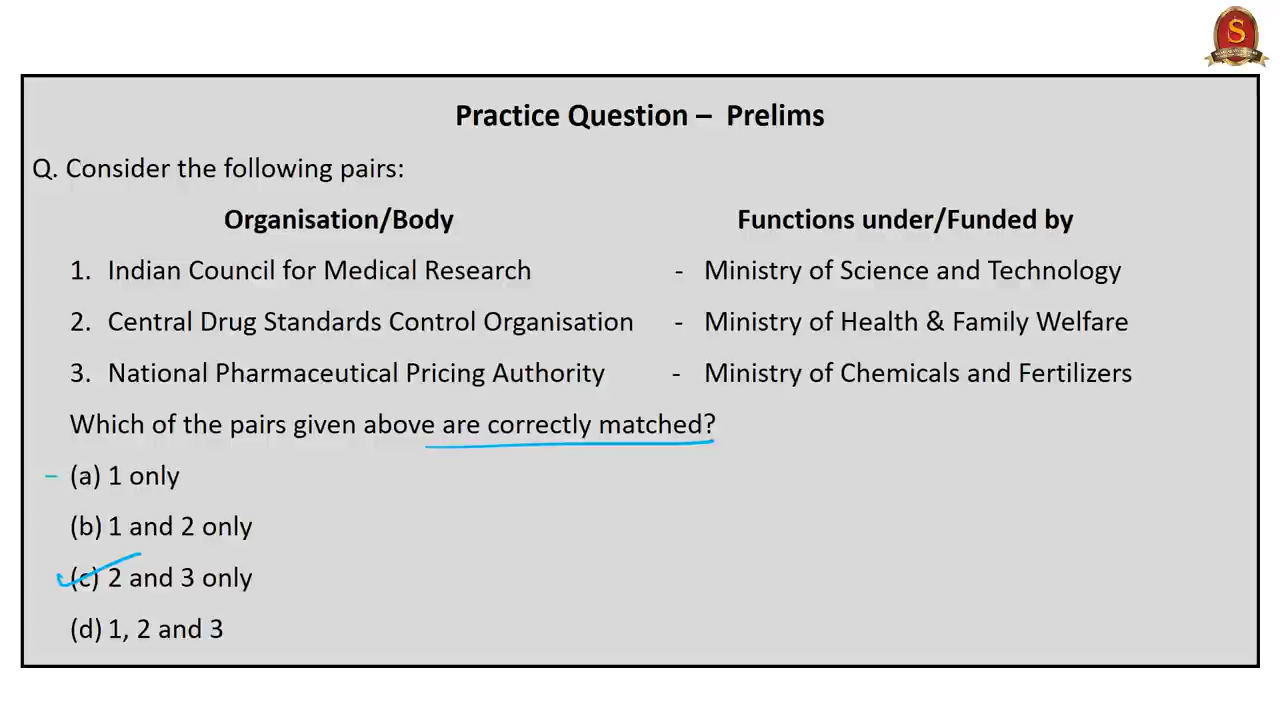 S
Practice Question – Prelims
Q. Consider the following pairs:
Organisation/Body Functions under/Funded by
1. Indian Council for Medical Research - Ministry of Science and Technology
2. Central Drug Standards Control Organisation - Ministry of Health & Family Welfare
3. National Pharmaceutical Pricing Authority - Ministry of Chemicals and Fertilizers
Which of the pairs given above are correctly matched?
(a) 1 only
(b) 1 and 2 only
(c) 2 and 3 only
(d) 1, 2 and 3